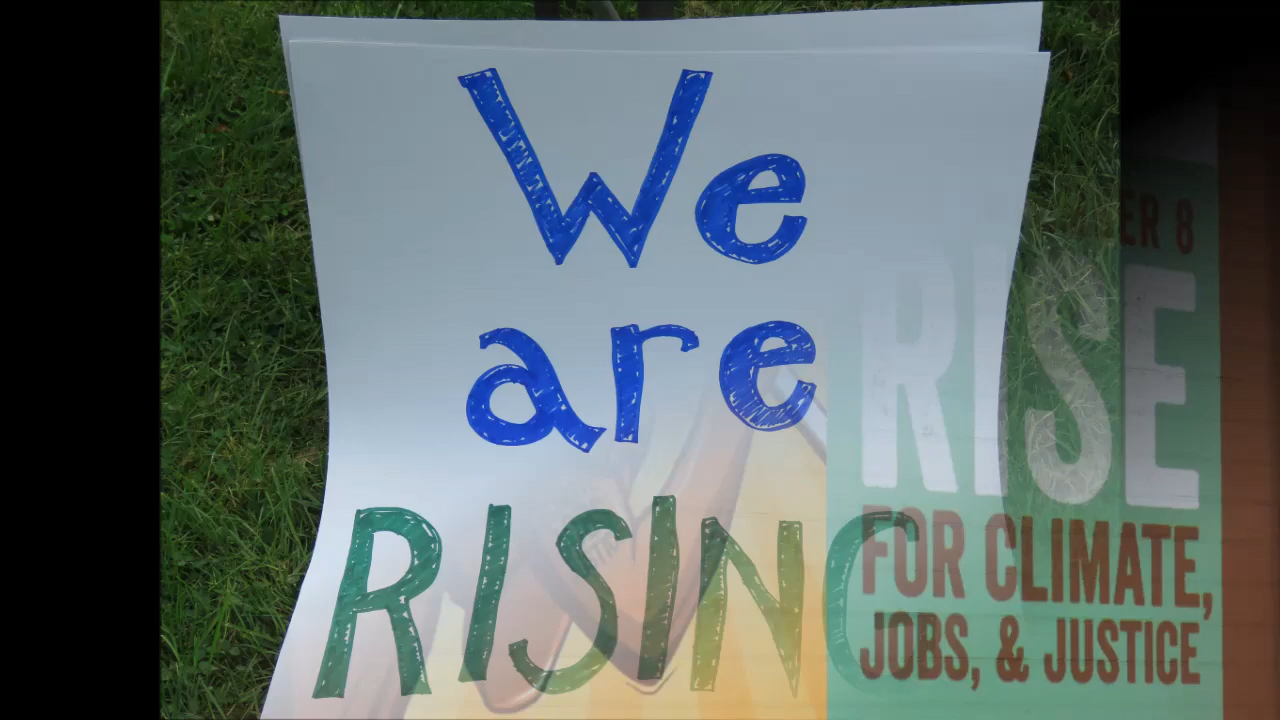 We
are
RISING
ER 8
RISE
FOR CLIMATE,
JOBS, & JUSTICE